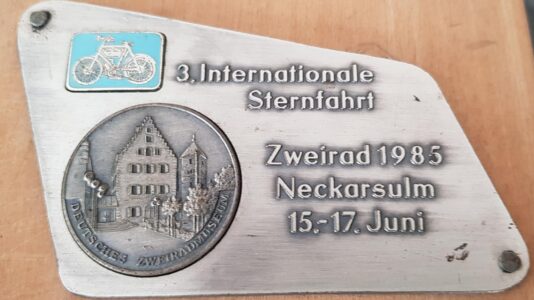 3. Internationale
Sternfahrt
Zweirad 1985
Neckarsulm
15.-17. Juni
DEUTSCHES ZWEIRADMUSEUM